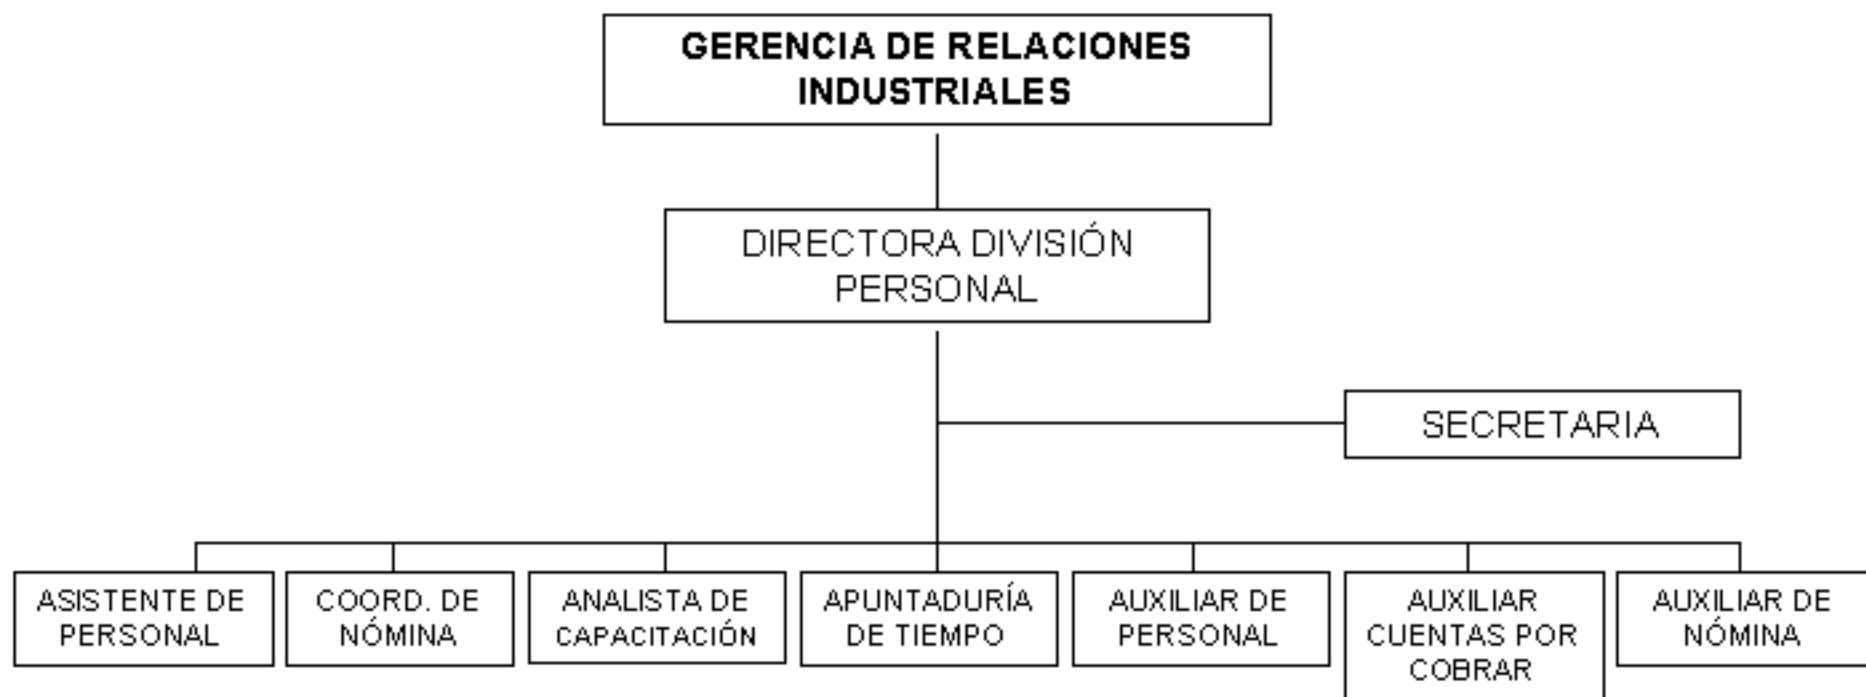 GERENCIA DE RELACIONES
INDUSTRIALES
DIRECTORA DIVISIÓN
PERSONAL
SECRETARIA
ASISTENTE DE
PERSONAL
COORD. DE
NÓMINA
ANALISTA DE
CAPACITACIÓN
APUNTADURÍA
DE TIEMPO
AUXILIAR DE
PERSONAL
AUXILIAR
CUENTAS POR
COBRAR
AUXILIAR DE
NÓMINA